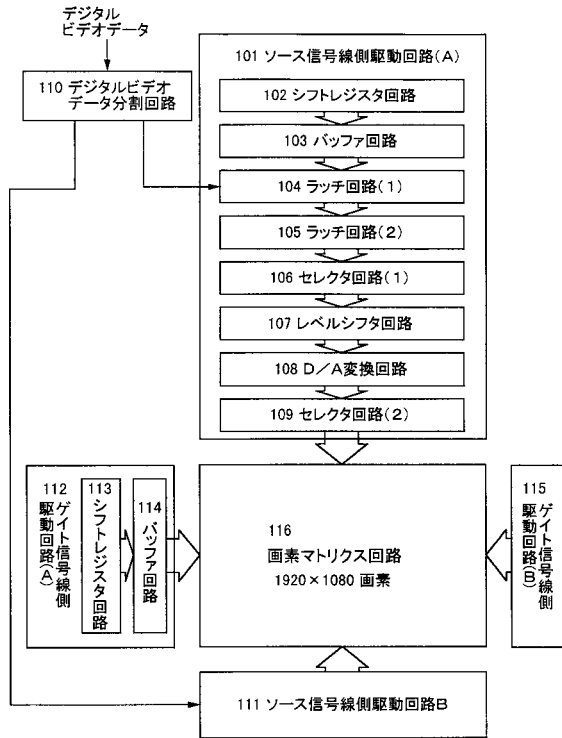 デジタル
ビデオデータ
110 デジタルビデオ
データ分割回路
101 ソース信号線側駆動回路(A)
102 シフトレジスタ回路
103 バッファ回路
104 ラッチ回路(1)
105 ラッチ回路(2)
106 セレクタ回路(1)
107 レベルシフタ回路
108 D/A変換回路
109 セレクタ回路(2)
112
ゲイト信号線側
駆動回路(A)
113
シフトレジスタ回路
114
バッファ回路
116
画素マトリクス回路
1920×1080 画素
115
ゲイト信号線側
駆動回路(B)
111 ソース信号線側駆動回路B